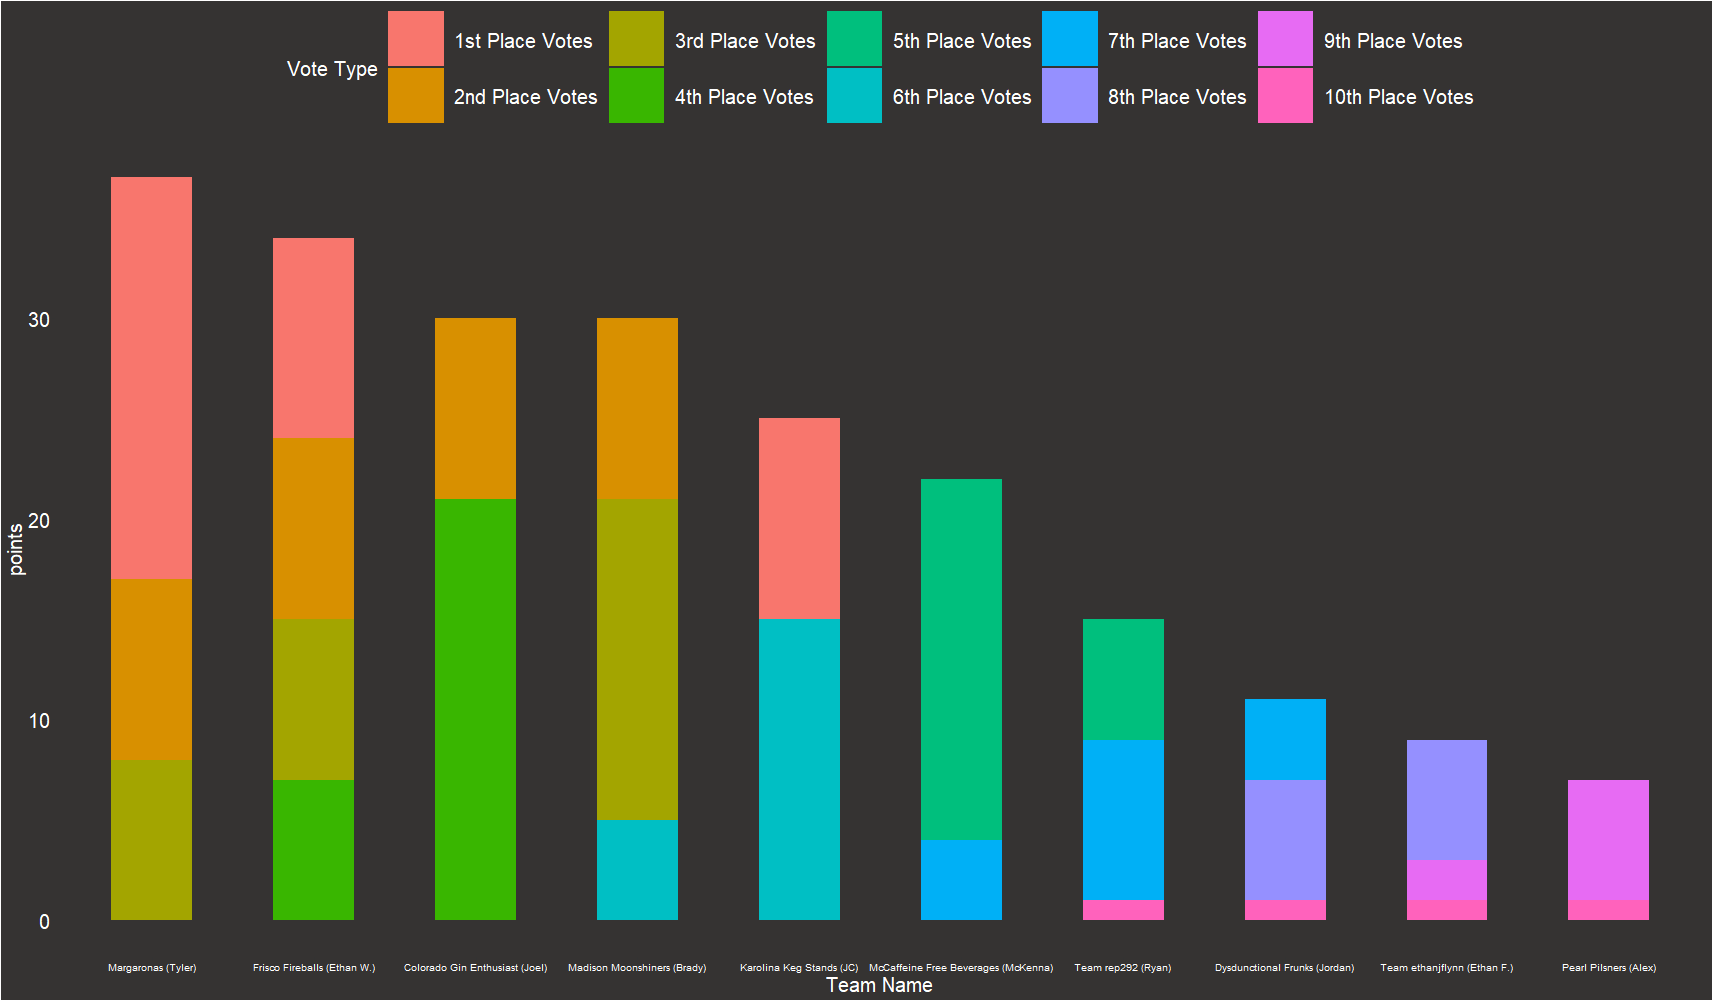 Vote Type
1st Place Votes
3rd Place Votes
5th Place Votes
7th Place Votes
9th Place Votes
2nd Place Votes
4th Place Votes
6th Place Votes
8th Place Votes
10th Place Votes
points
30
20
10
0
Margaronas (Tyler)
Frisco Fireballs (Ethan W.)
Colorado Gin Enthusiast (Joel)
Madison Moonshiners (Brady)
Karolina Keg Stands (JC)
McCaffeine Free Beverages (McKenna)
Team rep292 (Ryan)
Dysdunctional Frunks (Jordan)
Team ethanjflynn (Ethan F.)
Pearl Pilsners (Alex)
Team Name